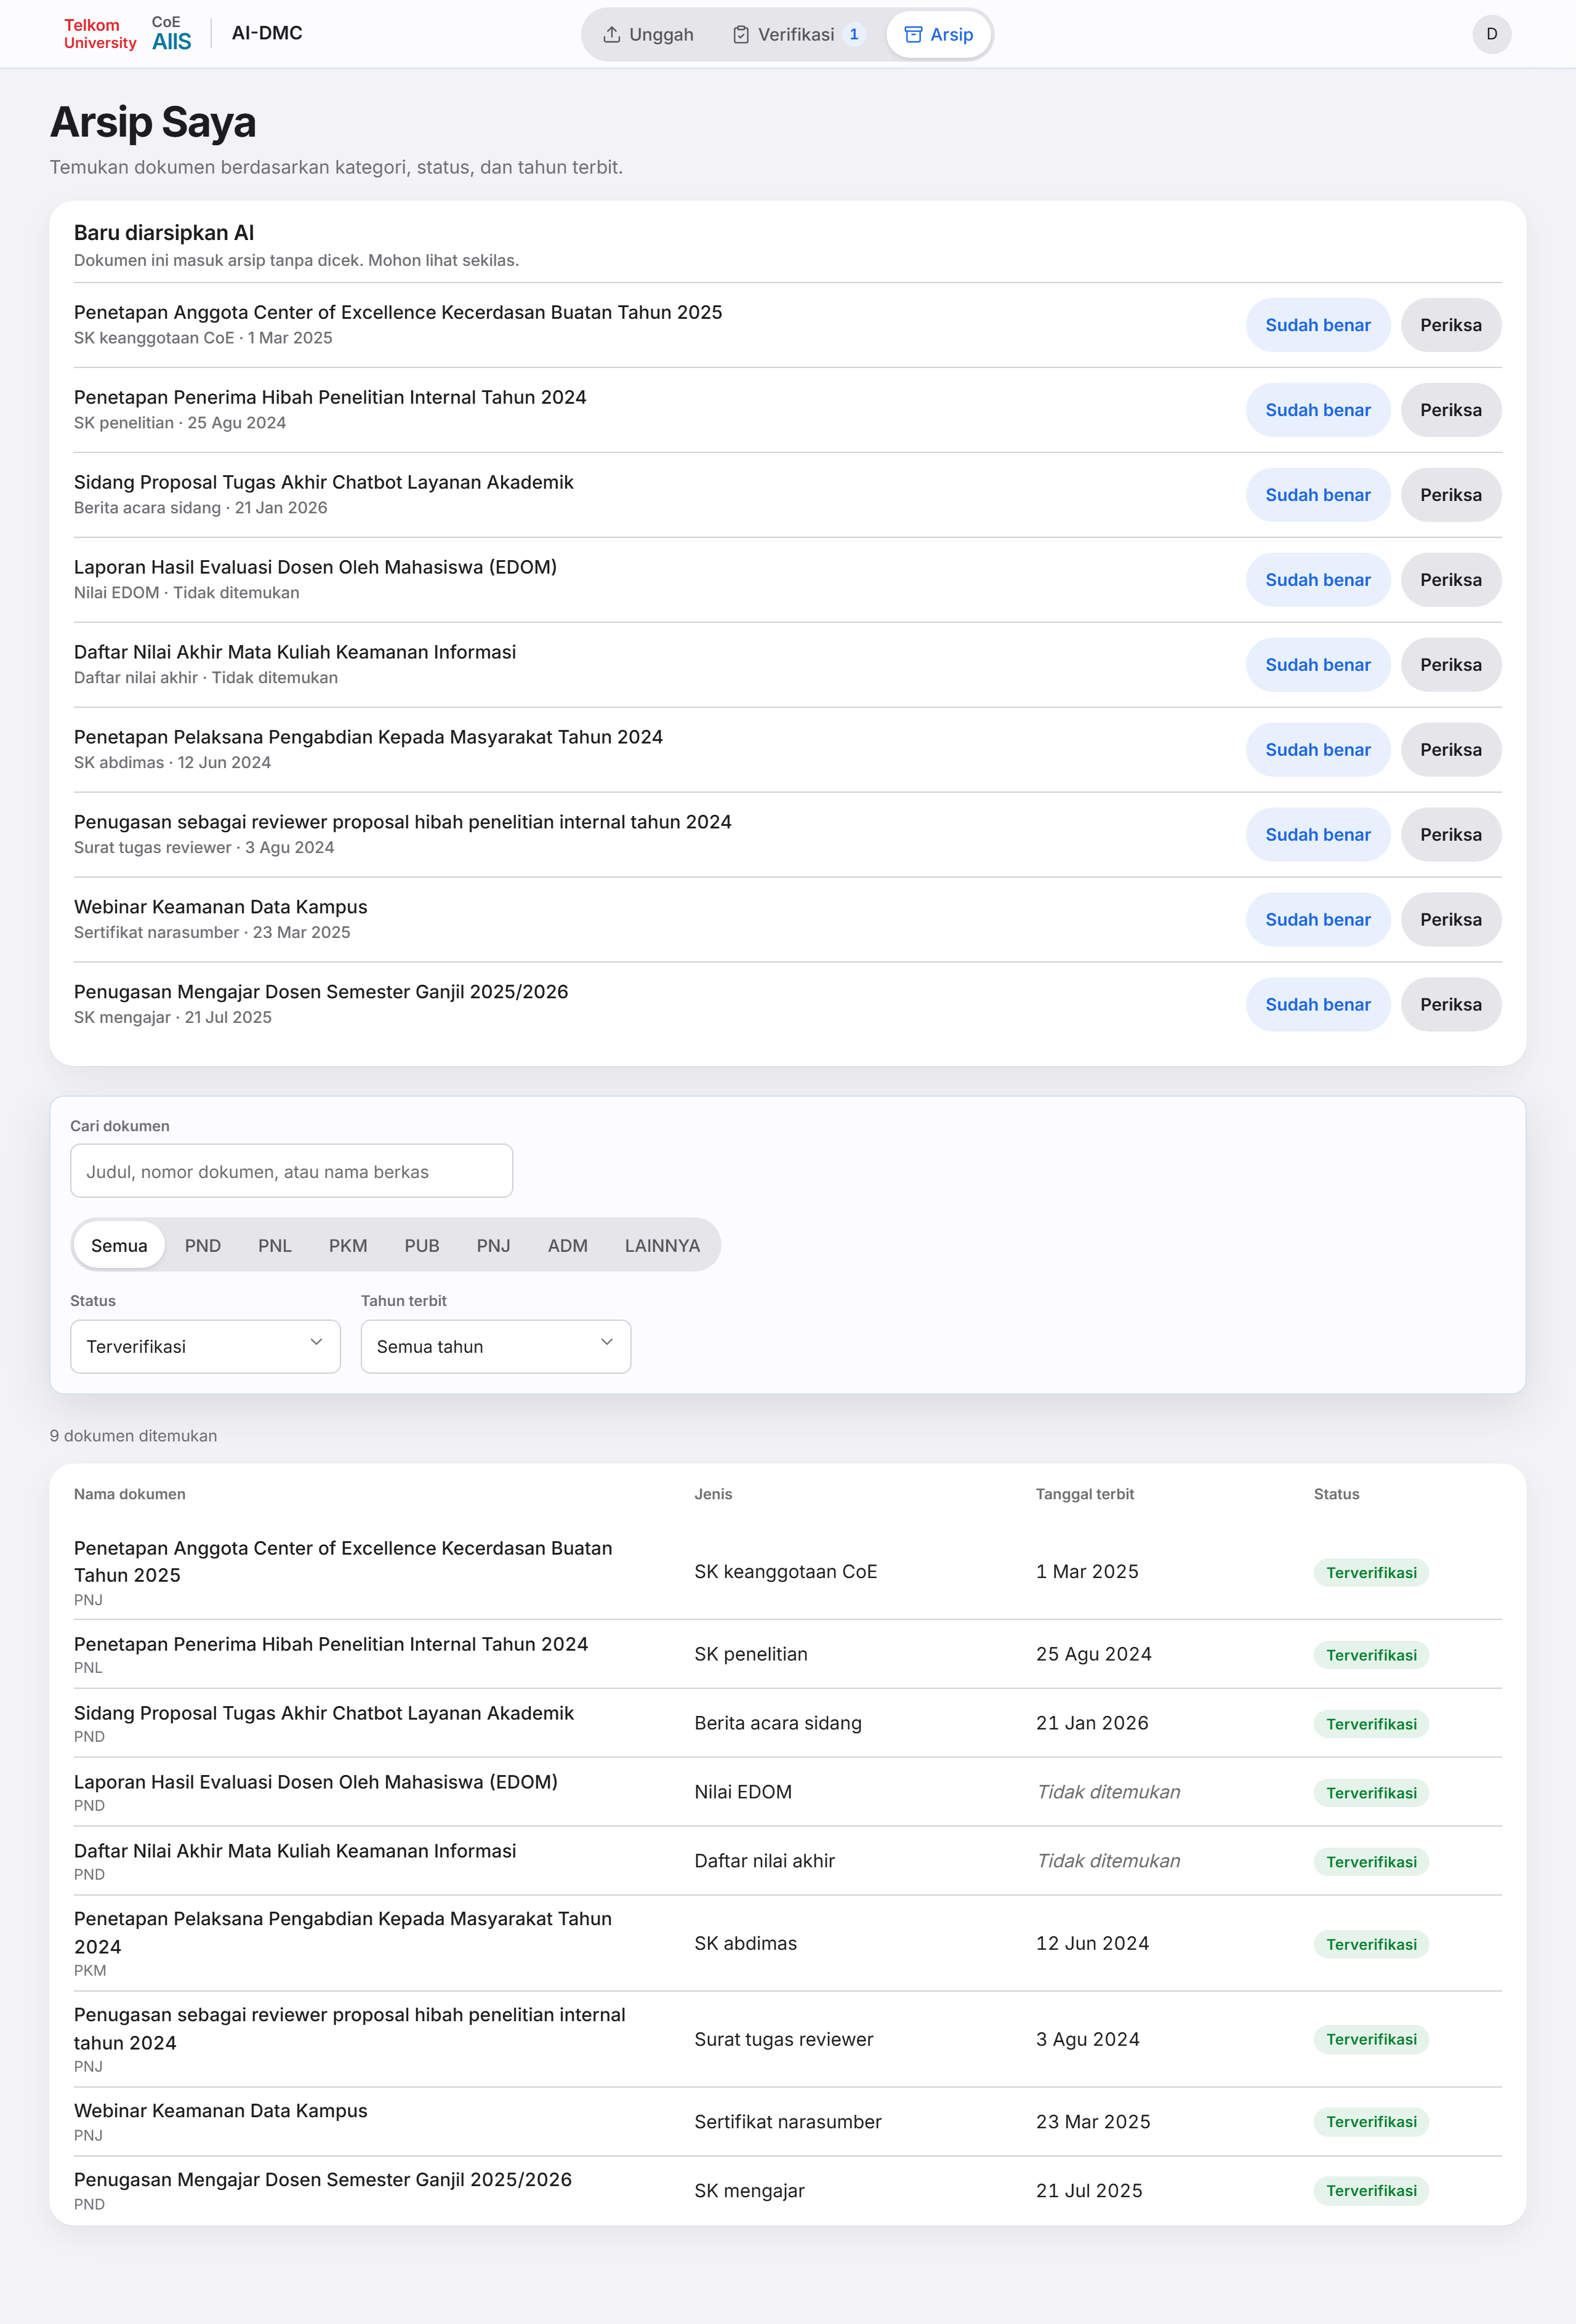 Telkom
University
CoE
AIIS
AI-DMC
Unggah
Verifikasi 1
Arsip
D
Arsip Saya
Temukan dokumen berdasarkan kategori, status, dan tahun terbit.
Baru diarsipkan AI
Dokumen ini masuk arsip tanpa dicek. Mohon lihat sekilas.
Penetapan Anggota Center of Excellence Kecerdasan Buatan Tahun 2025
SK keanggotaan CoE · 1 Mar 2025
Sudah benar
Periksa
Penetapan Penerima Hibah Penelitian Internal Tahun 2024
SK penelitian · 25 Agu 2024
Sudah benar
Periksa
Sidang Proposal Tugas Akhir Chatbot Layanan Akademik
Berita acara sidang · 21 Jan 2026
Sudah benar
Periksa
Laporan Hasil Evaluasi Dosen Oleh Mahasiswa (EDOM)
Nilai EDOM · Tidak ditemukan
Sudah benar
Periksa
Daftar Nilai Akhir Mata Kuliah Keamanan Informasi
Daftar nilai akhir · Tidak ditemukan
Sudah benar
Periksa
Penetapan Pelaksana Pengabdian Kepada Masyarakat Tahun 2024
SK abdimas · 12 Jun 2024
Sudah benar
Periksa
Penugasan sebagai reviewer proposal hibah penelitian internal tahun 2024
Surat tugas reviewer · 3 Agu 2024
Sudah benar
Periksa
Webinar Keamanan Data Kampus
Sertifikat narasumber · 23 Mar 2025
Sudah benar
Periksa
Penugasan Mengajar Dosen Semester Ganjil 2025/2026
SK mengajar · 21 Jul 2025
Sudah benar
Periksa
Cari dokumen
Judul, nomor dokumen, atau nama berkas
Semua PND PNL PKM PUB PNJ ADM LAINNYA
Status
Terverifikasi
Tahun terbit
Semua tahun
9 dokumen ditemukan
Nama dokumen Jenis Tanggal terbit Status
Penetapan Anggota Center of Excellence Kecerdasan Buatan
Tahun 2025
PNJ
SK keanggotaan CoE
1 Mar 2025
Terverifikasi
Penetapan Penerima Hibah Penelitian Internal Tahun 2024
PNL
SK penelitian
25 Agu 2024
Terverifikasi
Sidang Proposal Tugas Akhir Chatbot Layanan Akademik
PND
Berita acara sidang
21 Jan 2026
Terverifikasi
Laporan Hasil Evaluasi Dosen Oleh Mahasiswa (EDOM)
PND
Nilai EDOM
Tidak ditemukan
Terverifikasi
Daftar Nilai Akhir Mata Kuliah Keamanan Informasi
PND
Daftar nilai akhir
Tidak ditemukan
Terverifikasi
Penetapan Pelaksana Pengabdian Kepada Masyarakat Tahun
2024
PKM
SK abdimas
12 Jun 2024
Terverifikasi
Penugasan sebagai reviewer proposal hibah penelitian internal
tahun 2024
PNJ
Surat tugas reviewer
3 Agu 2024
Terverifikasi
Webinar Keamanan Data Kampus
PNJ
Sertifikat narasumber
23 Mar 2025
Terverifikasi
Penugasan Mengajar Dosen Semester Ganjil 2025/2026
PND
SK mengajar
21 Jul 2025
Terverifikasi